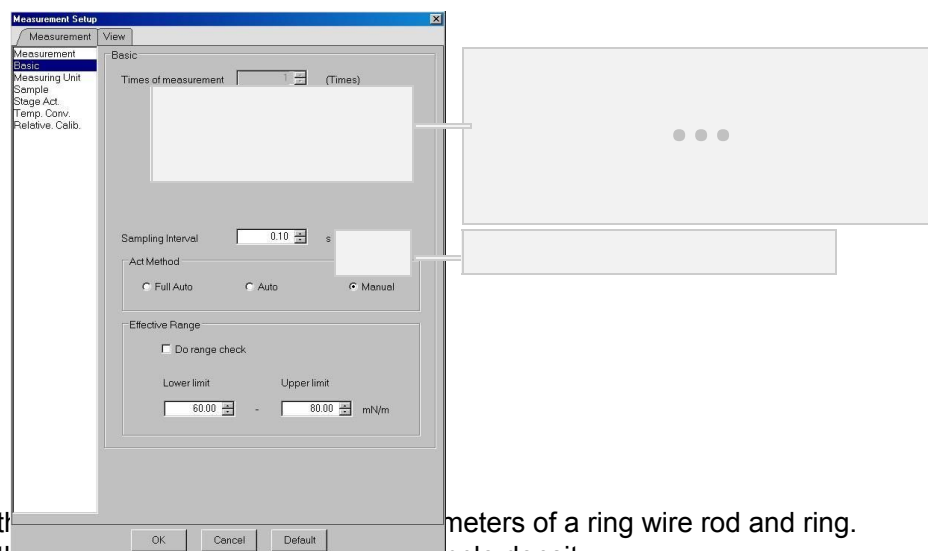 Measurement Setup
Measurement View
Measurement
Basic
Measuring Unit
Sample
Stage Act.
Temp. Conv.
Relative. Calib.
Basic
Times of measurement 1 (Times)
Sampling Interval 0.10 s
Act Method
Full Auto Auto Manual
Effective Range
Do range check
Lower limit Upper limit
60.00 - 80.00 mN/m
OK Cancel Default
meters of a ring wire rod and ring.